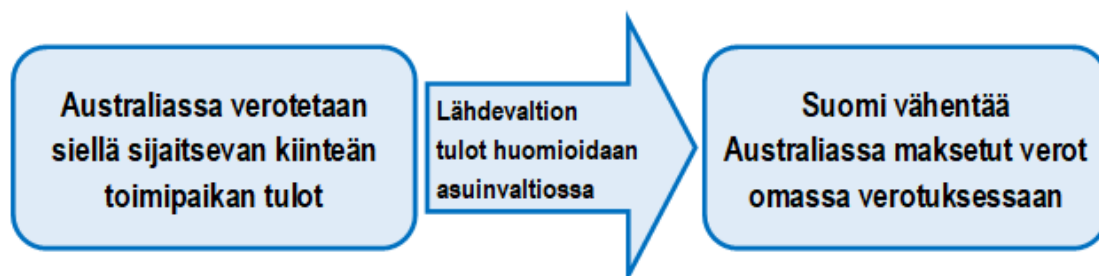 Australiassa verotetaan
siellä sijaitsevan kiinteän
toimipaikan tulot
Lähdevaltion
tulot huomioidaan
asuinvaltiossa
Suomi vähentää
Australiassa maksetut verot
omassa verotuksessaan